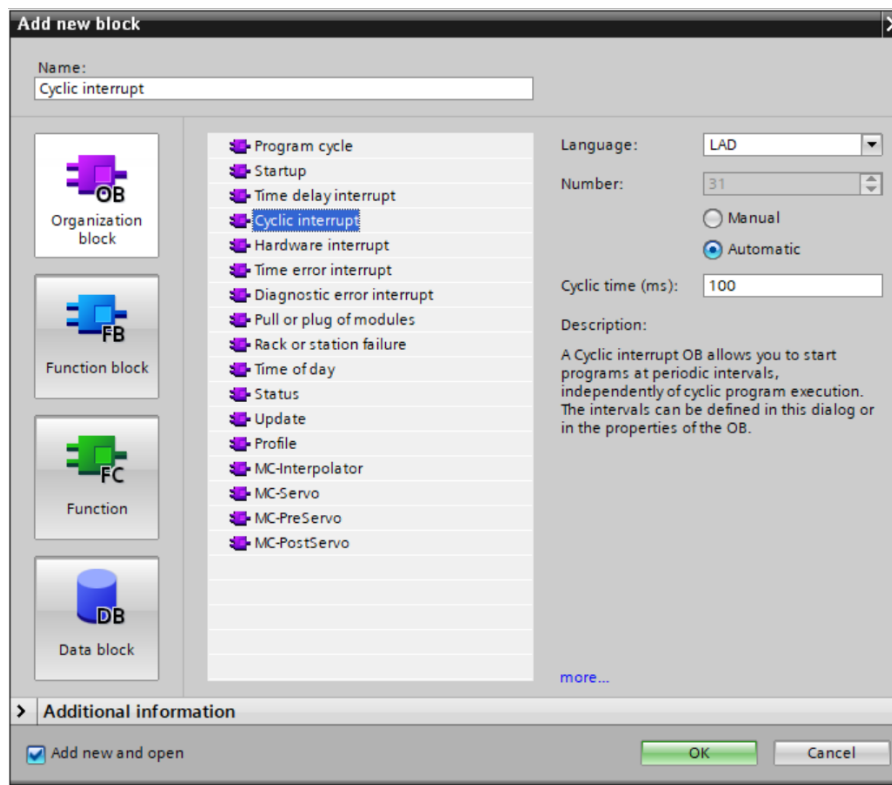 Add new block
Name:
Cyclic interrupt
OB
Organization
block
FB
Function block
FC
Function
DB
Data block
Program cycle
Startup
Time delay interrupt
Cyclic interrupt
Hardware interrupt
Time error interrupt
Diagnostic error interrupt
Pull or plug of modules
Rack or station failure
Time of day
Status
Update
Profile
MC-Interpolator
MC-Servo
MC-PreServo
MC-PostServo
Language: LAD
Number: 31
Manual
Automatic
Cyclic time (ms): 100
Description:
A Cyclic interrupt OB allows you to start
programs at periodic intervals,
independently of cyclic program execution.
The intervals can be defined in this dialog or
in the properties of the OB.
more...
Additional information
Add new and open
OK
Cancel